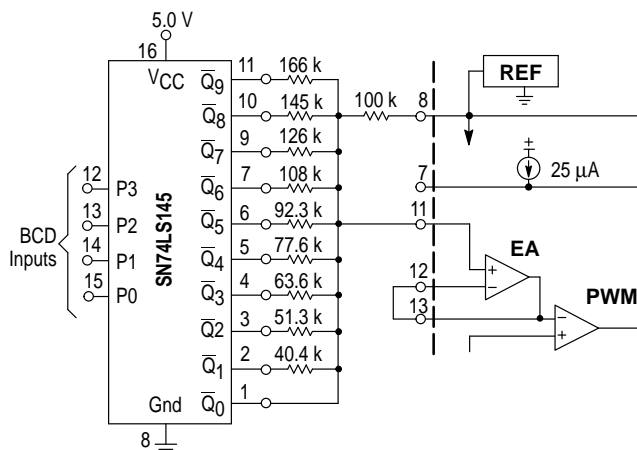 5.0 V
16
VCC
SN74LS145
BCD
Inputs
12 P3
13 P2
14 P1
15 P0
Gnd
8
Q9 11 166 k
Q8 10 145 k
Q7 9 126 k
Q6 7 108 k
Q5 6 92.3 k
Q4 5 77.6 k
Q3 4 63.6 k
Q2 3 51.3 k
Q1 2 40.4 k
Q0 1
100 k 8
REF
7 25 µA
11
EA
12
13
+
−
PWM
−
+